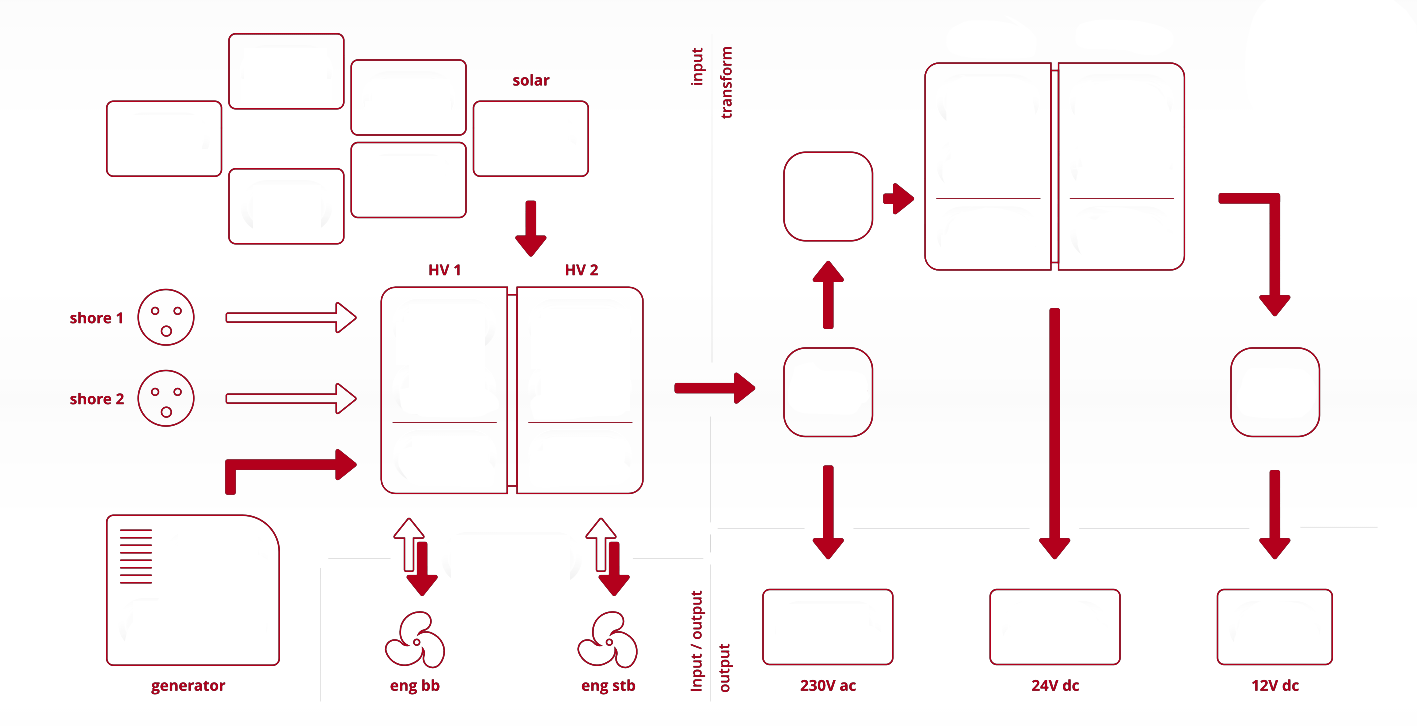 solar
input
transform
HV 1
HV 2
shore 1
shore 2
generator
eng bb
eng stb
Input / output
output
230V ac
24V dc
12V dc